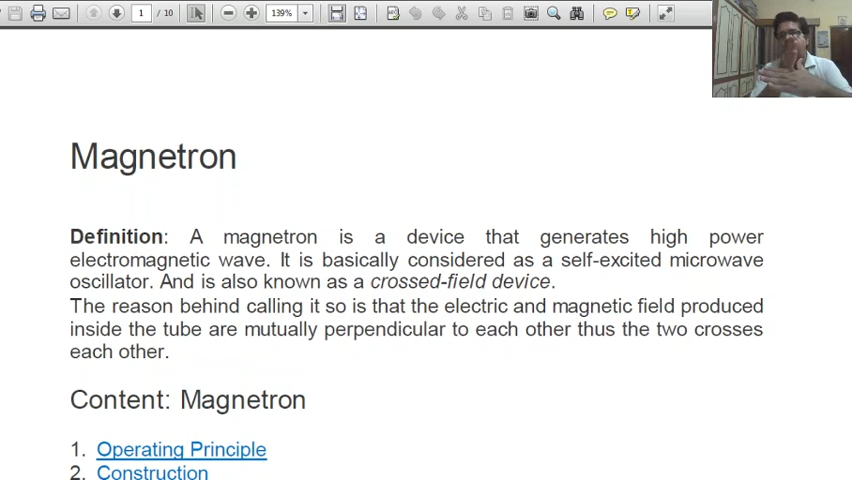 1 / 10 139%
Magnetron
Definition: A magnetron is a device that generates high power
electromagnetic wave. It is basically considered as a self-excited microwave
oscillator. And is also known as a crossed-field device.
The reason behind calling it so is that the electric and magnetic field produced
inside the tube are mutually perpendicular to each other thus the two crosses
each other.
Content: Magnetron
1. Operating Principle
2. Construction